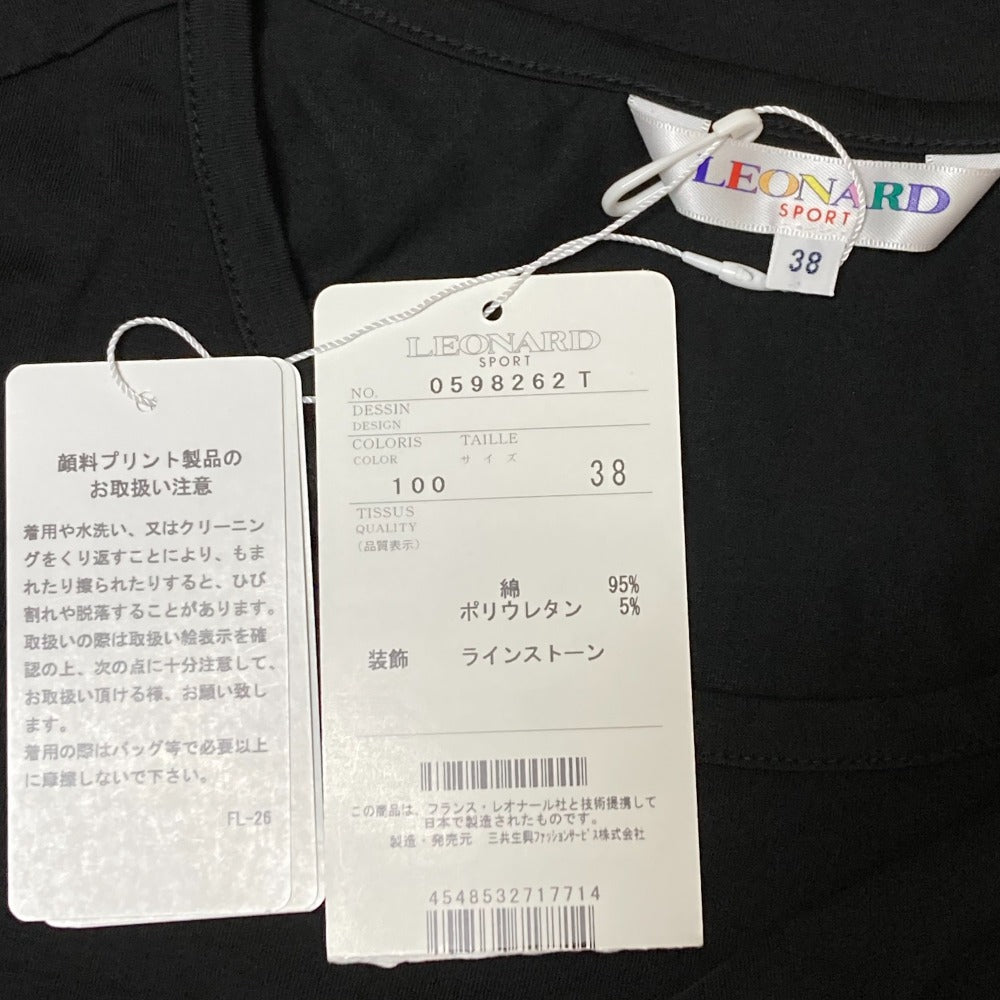 LEONARD
SPORT
38
LEONARD
SPORT
NO. 0598262 T
DESSIN
DESIGN
COLORIS TAILLE
COLOR サイズ
100 38
TISSUS
QUALITY
（品質表示）
綿 95%
ポリウレタン 5%
装飾 ラインストーン
この商品は、フランス・レオナール社と技術提携して
日本で製造されたものです。
製造・発売元 三共生興ファッションサービス株式会社
4548532717714
顔料プリント製品の
お取扱い注意
着用や水洗い、又はクリーニン
グをくり返すことにより、もま
れたり擦られたりすると、ひび
割れや脱落することがあります。
取扱いの際は取扱い絵表示を確
認の上、次の点に十分注意して、
お取扱い頂ける様、お願い致し
ます。
着用の際はバッグ等で必要以上
に摩擦しないで下さい。
FL-26